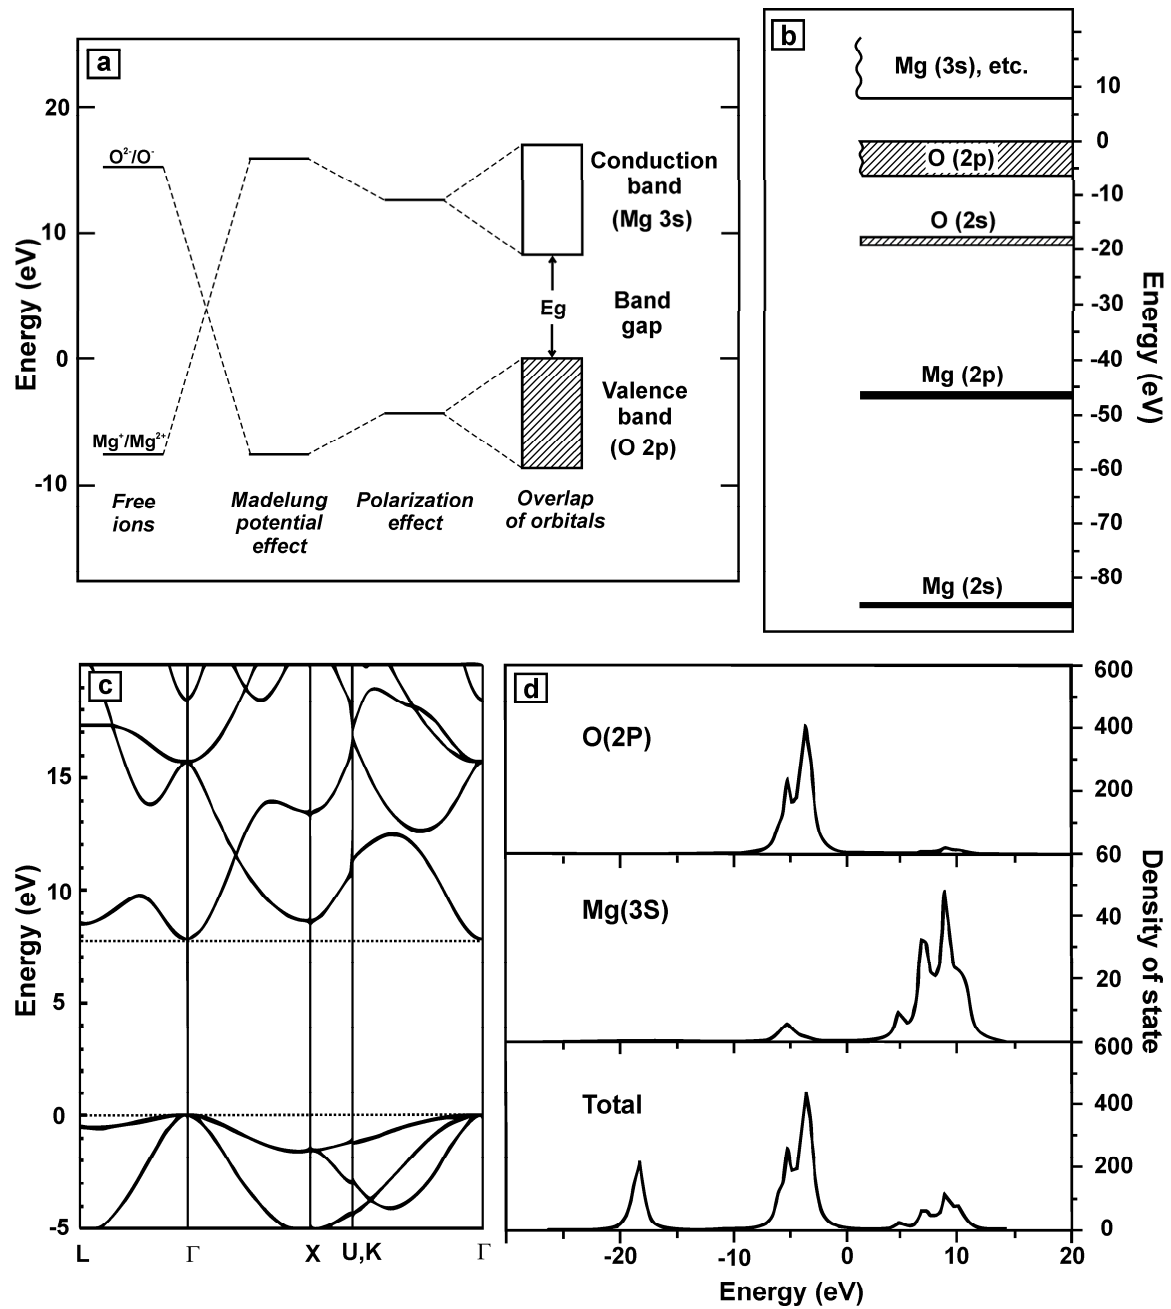 a
20
10
0
-10
Energy (eV)
O²⁻/O⁻
Mg⁺/Mg²⁺
Conduction
band
(Mg 3s)
Eg
Band
gap
Valence
band
(O 2p)
Free
ions
Madelung
potential
effect
Polarization
effect
Overlap
of orbitals
b
Mg (3s), etc.
O (2p)
O (2s)
Mg (2p)
Mg (2s)
10
0
-10
-20
-30
-40
-50
-60
-70
-80
Energy (eV)
c
15
10
5
0
-5
Energy (eV)
L
Γ
X
U,K
Γ
d
O(2P)
Mg(3S)
Total
600
400
200
60
40
20
600
400
200
0
Density of state
-20
-10
0
10
20
Energy (eV)